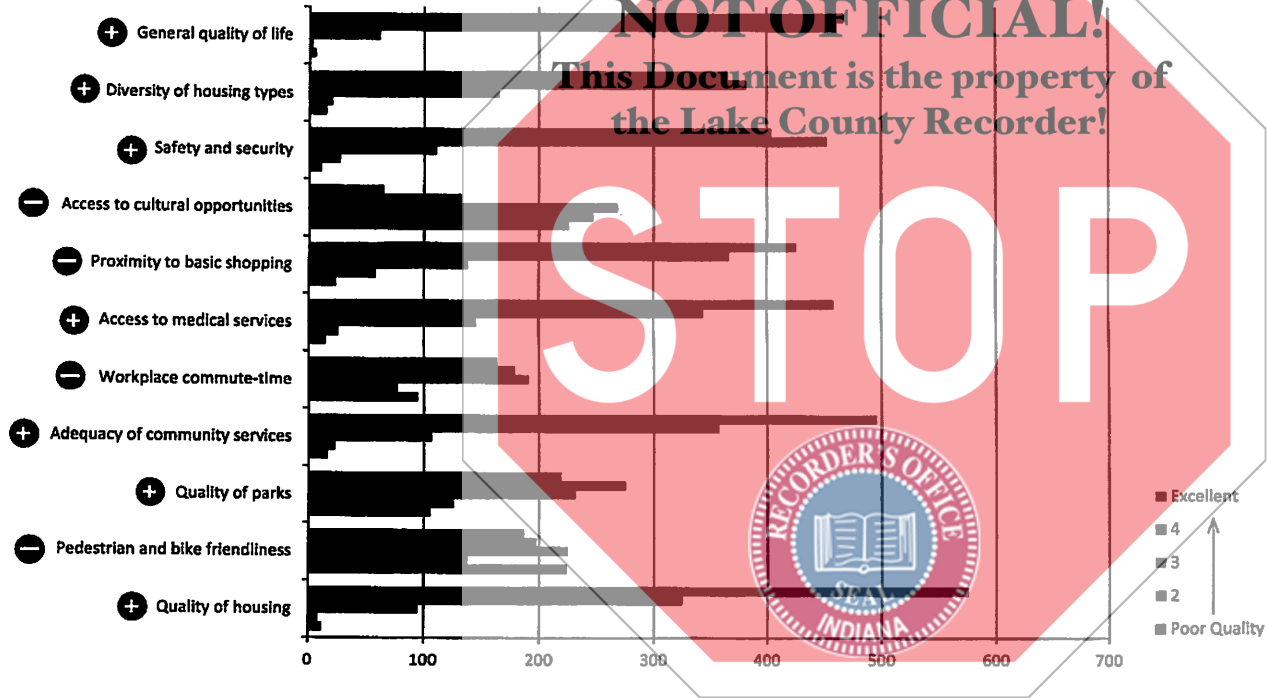 NOT OFFICIAL!
This Document is the property of
the Lake County Recorder!
STOP
General quality of life
Diversity of housing types
Safety and security
Access to cultural opportunities
Proximity to basic shopping
Access to medical services
Workplace commute-time
Adequacy of community services
Quality of parks
Pedestrian and bike friendliness
Quality of housing
0 100 200 300 400 500 600 700
Excellent
4
3
2
Poor Quality
RECORDER'S OFFICE
SEAL
INDIANA